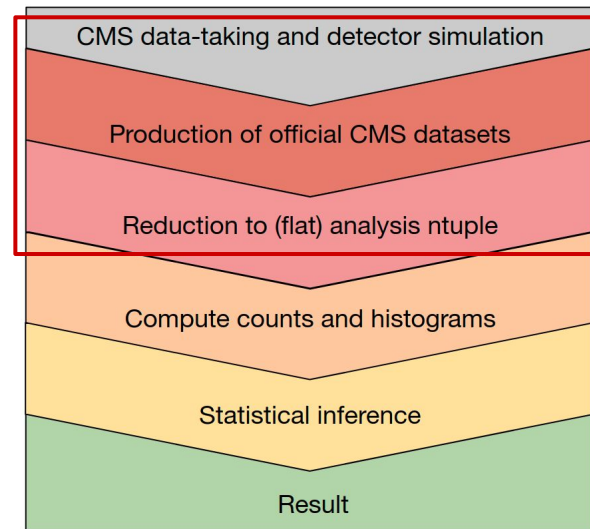 CMS data-taking and detector simulation
Production of official CMS datasets
Reduction to (flat) analysis ntuple
Compute counts and histograms
Statistical inference
Result